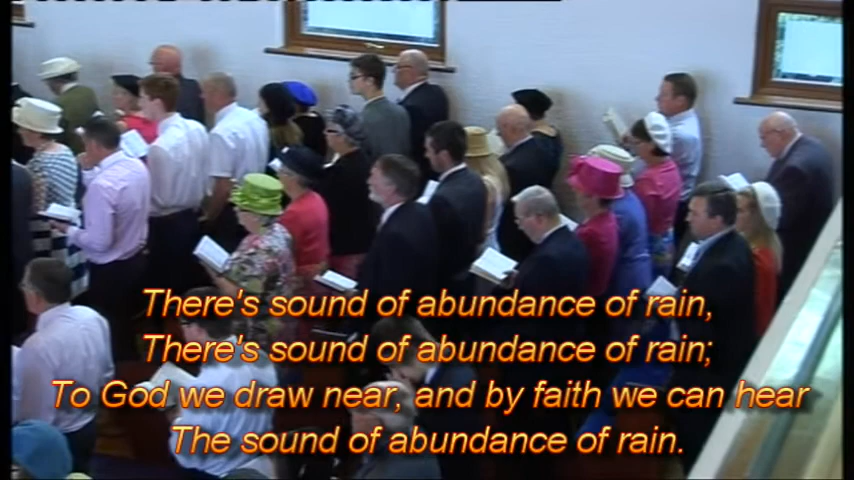 There's sound of abundance of rain,
There's sound of abundance of rain;
To God we draw near, and by faith we can hear
The sound of abundance of rain.